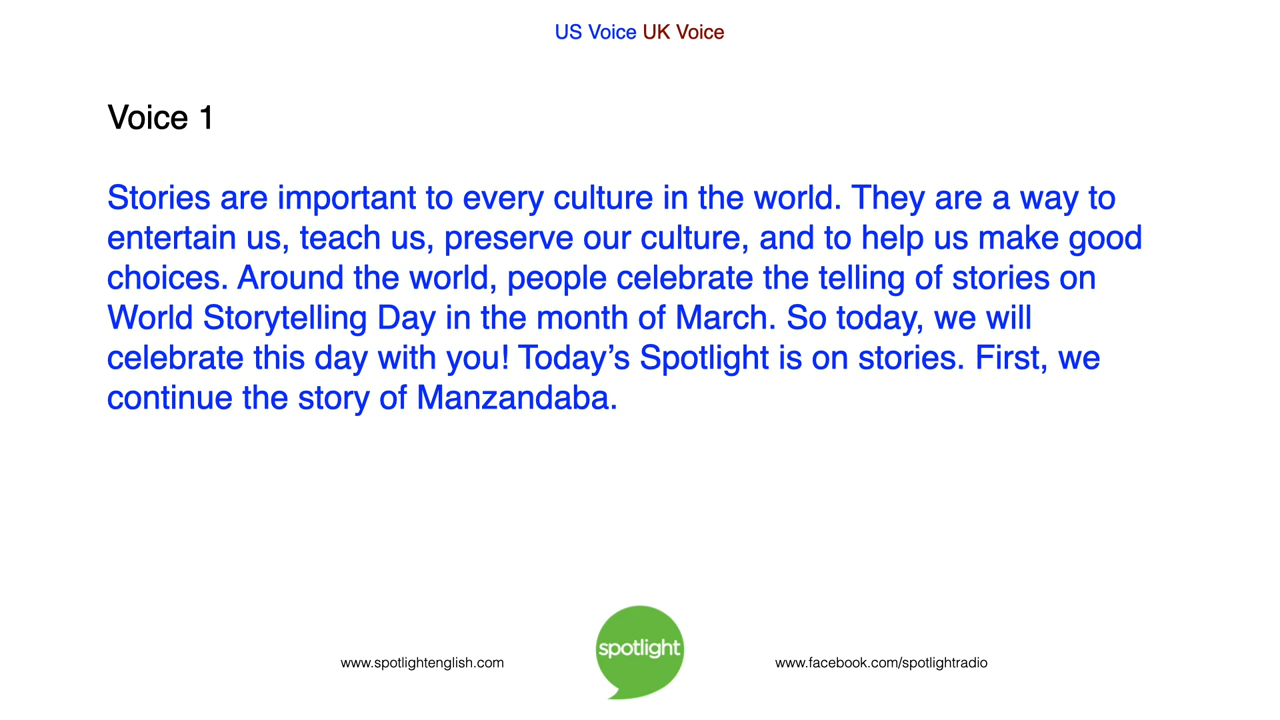 US Voice UK Voice
Voice 1
Stories are important to every culture in the world. They are a way to
entertain us, teach us, preserve our culture, and to help us make good
choices. Around the world, people celebrate the telling of stories on
World Storytelling Day in the month of March. So today, we will
celebrate this day with you! Today’s Spotlight is on stories. First, we
continue the story of Manzandaba.
spotlight
www.spotlightenglish.com
www.facebook.com/spotlightradio